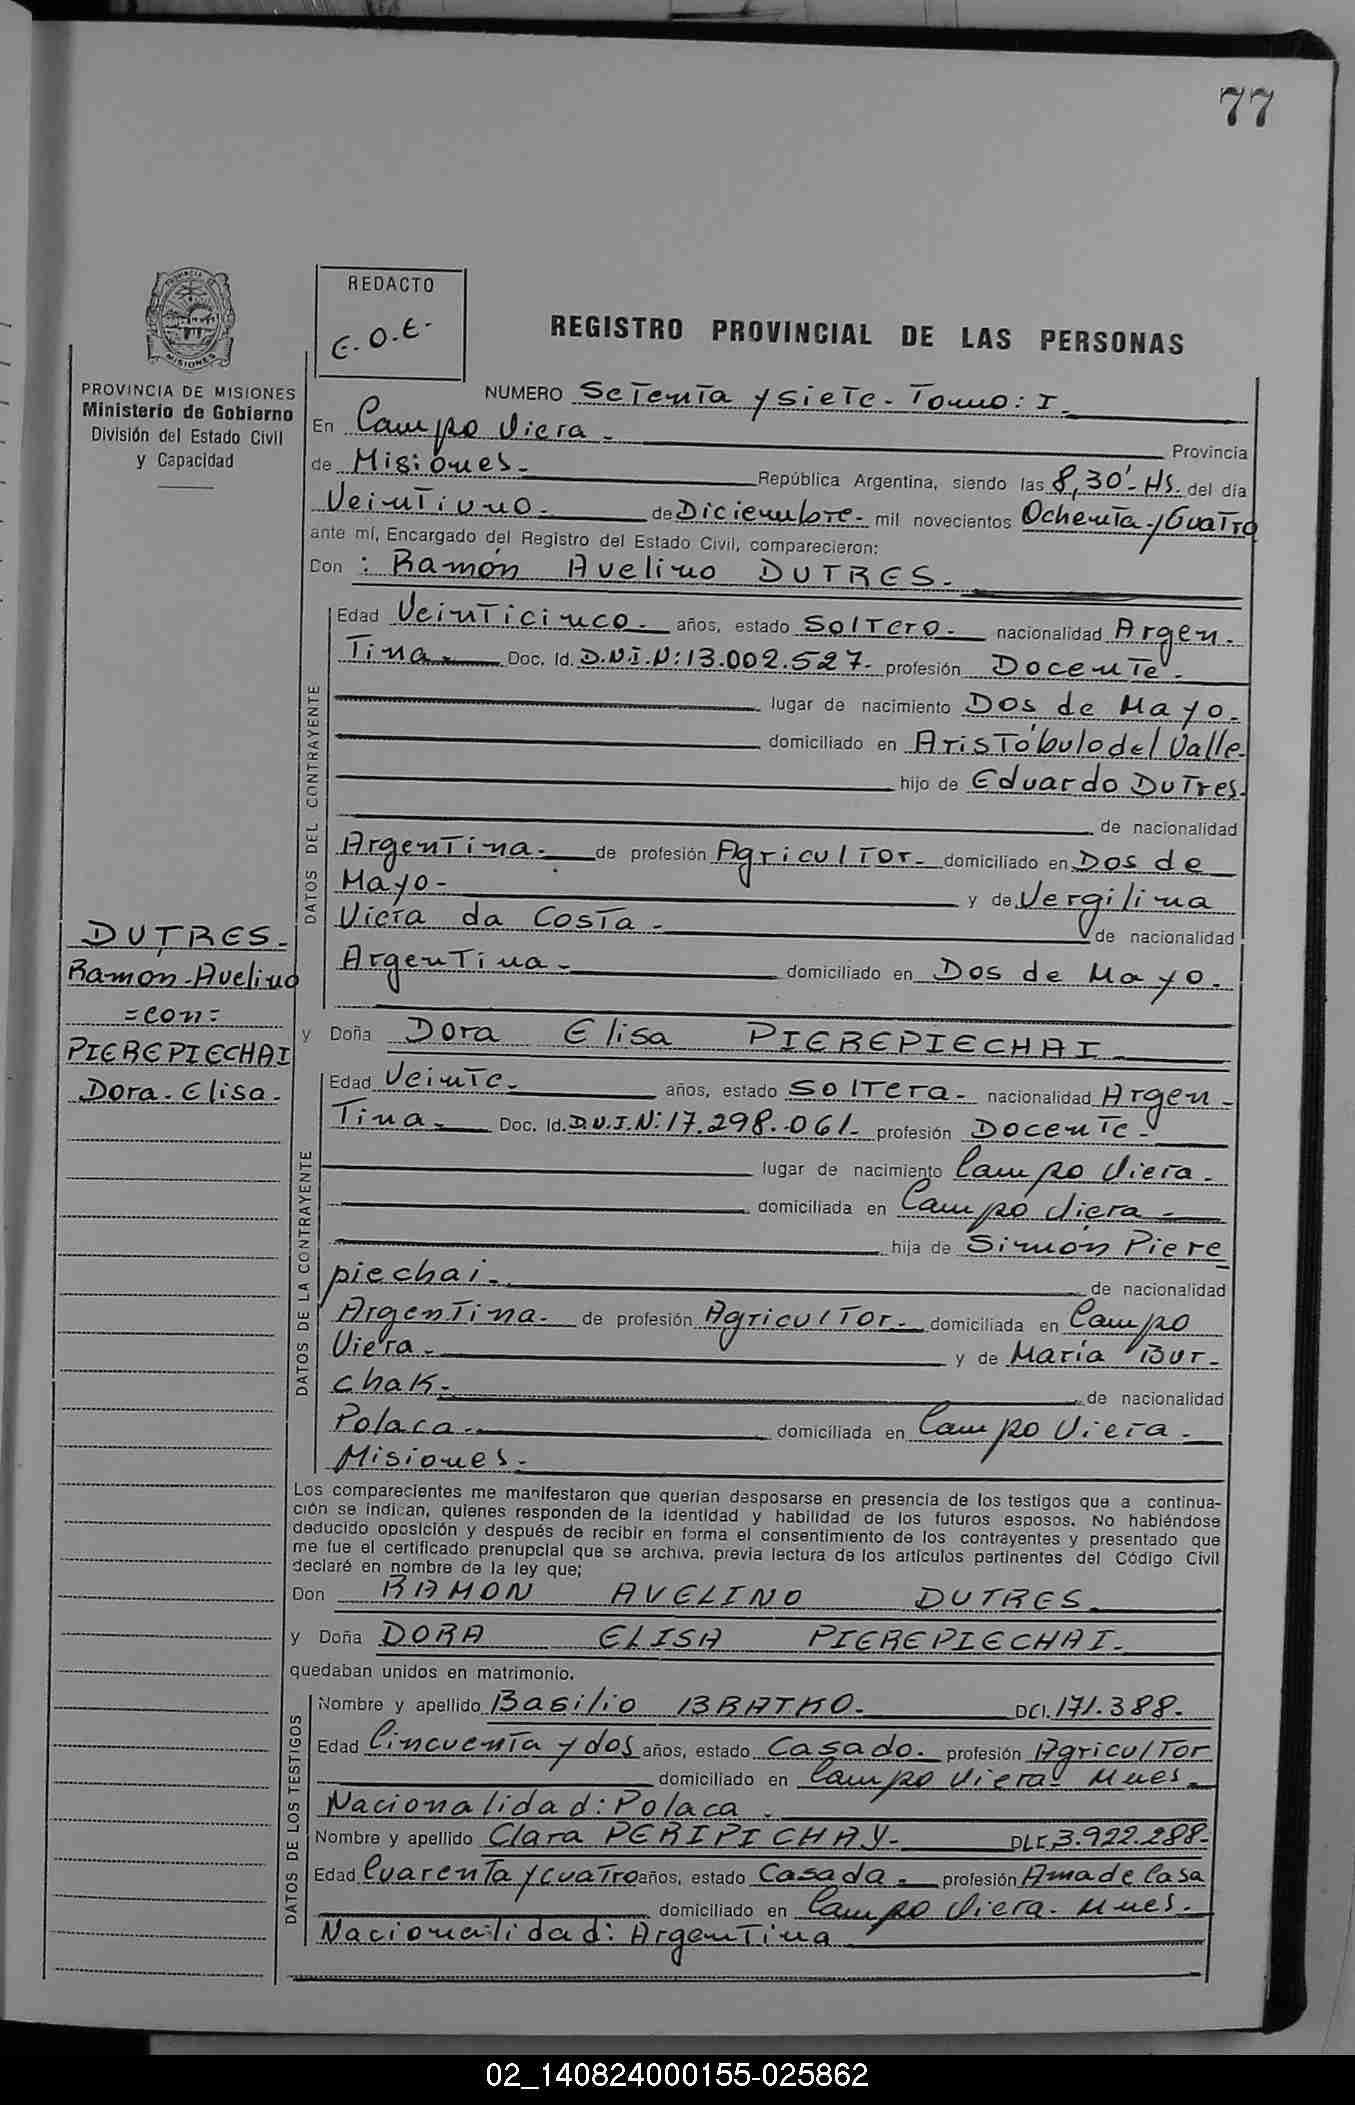 77
REDACTO
E.O.E.
REGISTRO PROVINCIAL DE LAS PERSONAS
MISIONES
PROVINCIA DE MISIONES
Ministerio de Gobierno
División del Estado Civil
y Capacidad
NUMERO Setenta y siete - Tomo: I.
En Campo Viera. Provincia
de Misiones. República Argentina, siendo las 8,30'- Hs. del día
Veintiuno. de Diciembre. mil novecientos Ochenta y Cuatro
ante mí, Encargado del Registro del Estado Civil, comparecieron:
Don : Ramón Avelino DUTRES.
DATOS DEL CONTRAYENTE
Edad Veinticinco. años, estado Soltero. nacionalidad Argen-
tina. Doc. Id. D.N.I.N: 13.002.527. profesión Docente.
lugar de nacimiento Dos de Mayo.
domiciliado en Aristóbulo del Valle.
hijo de Eduardo Dutres.
de nacionalidad
Argentina. de profesión Agricultor. domiciliado en Dos de
Mayo- y de Vergilina
Viera da Costa. de nacionalidad
Argentina. domiciliado en Dos de Mayo.
DUTRES.
Ramon-Avelino
=con=
PIEREPIECHAI
Dora-Elisa.
y Doña Dora Elisa PIEREPIECHAI
DATOS DE LA CONTRAYENTE
Edad Veinte. años, estado Soltera. nacionalidad Argen-
tina. Doc. Id. D.N.I.N: 17.298.061. profesión Docente.
lugar de nacimiento Campo Viera.
domiciliada en Campo Viera.
hija de Simón Piere
piechai. de nacionalidad
Argentina. de profesión Agricultor. domiciliada en Campo
Viera. y de María Bur-
chak. de nacionalidad
Polaca. domiciliada en Campo Viera.
Misiones.
Los comparecientes me manifestaron que querían desposarse en presencia de los testigos que a continua-
ción se indican, quienes responden de la identidad y habilidad de los futuros esposos. No habiéndose
deducido oposición y después de recibir en forma el consentimiento de los contrayentes y presentado que
me fue el certificado prenupcial que se archiva, previa lectura de los artículos pertinentes del Código Civil
declaré en nombre de la ley que;
Don RAMON AVELINO DUTRES
y Doña DORA ELISA PIEREPIECHAI.
quedaban unidos en matrimonio.
DATOS DE LOS TESTIGOS
Nombre y apellido Basilio BRATKO. DCI. 171.388.
Edad Cincuenta y dos años, estado Casado. profesión Agricultor
domiciliado en Campo Viera- Mnes.
Nacionalidad: Polaca.
Nombre y apellido Clara PERIPICHAY. DLC 3.922.288-
Edad Cuarenta y cuatro años, estado Casada. profesión Ama de Casa
domiciliado en Campo Viera. Mnes.
Nacionalidad: Argentina
02_140824000155-025862